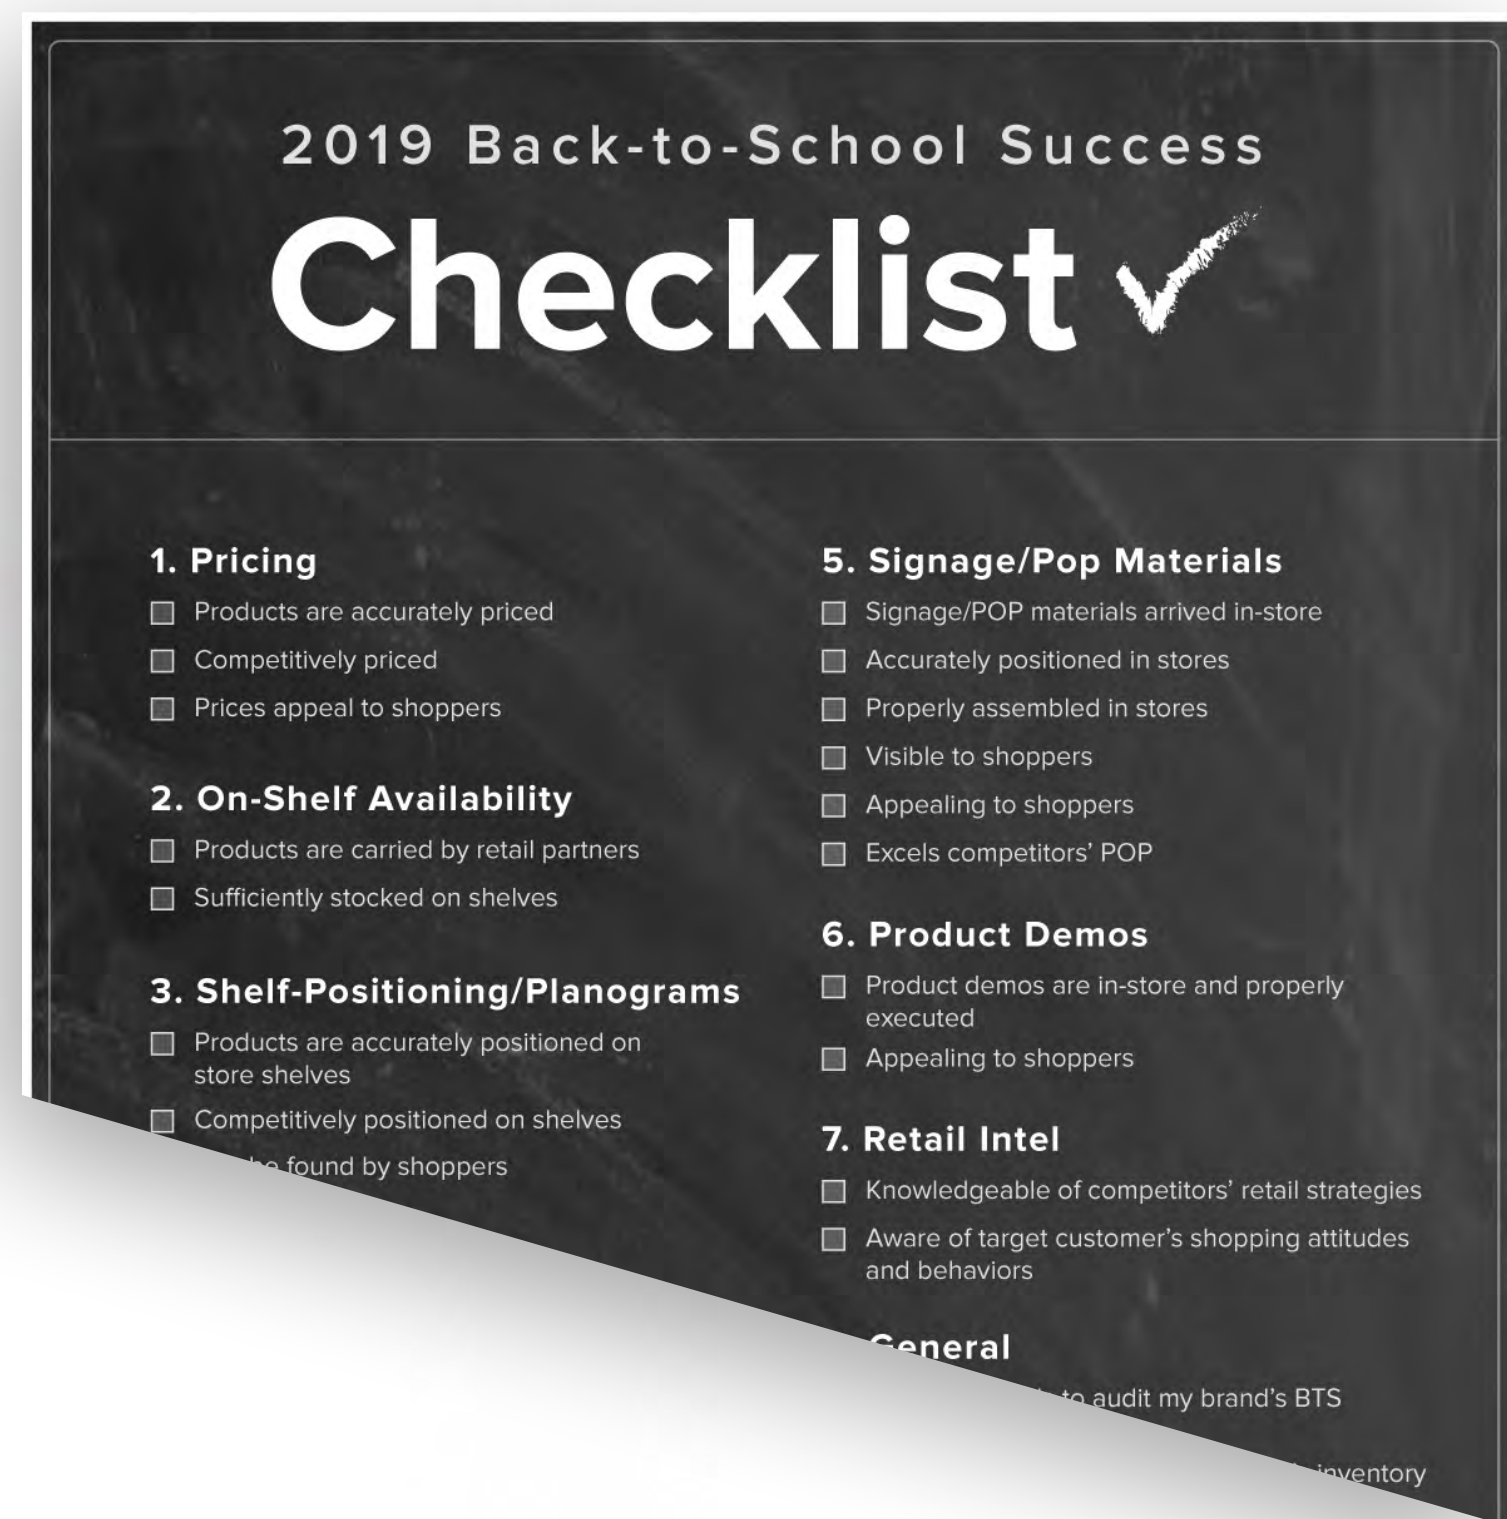 2019 Back-to-School Success
Checklist
1. Pricing
Products are accurately priced
Competitively priced
Prices appeal to shoppers
2. On-Shelf Availability
Products are carried by retail partners
Sufficiently stocked on shelves
3. Shelf-Positioning/Planograms
Products are accurately positioned on
store shelves
Competitively positioned on shelves
found by shoppers
5. Signage/Pop Materials
Signage/POP materials arrived in-store
Accurately positioned in stores
Properly assembled in stores
Visible to shoppers
Appealing to shoppers
Excels competitors’ POP
6. Product Demos
Product demos are in-store and properly
executed
Appealing to shoppers
7. Retail Intel
Knowledgeable of competitors’ retail strategies
Aware of target customer’s shopping attitudes
and behaviors
General
to audit my brand’s BTS
inventory